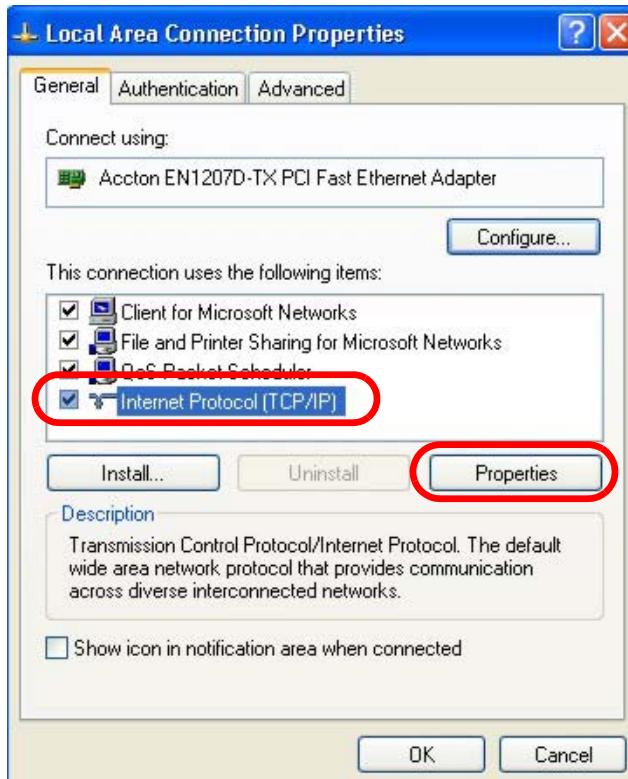 Local Area Connection Properties
General Authentication Advanced
Connect using:
Accton EN1207D-TX PCI Fast Ethernet Adapter
Configure...
This connection uses the following items:
Client for Microsoft Networks
File and Printer Sharing for Microsoft Networks
QoS Packet Scheduler
Internet Protocol (TCP/IP)
Install... Uninstall Properties
Description
Transmission Control Protocol/Internet Protocol. The default
wide area network protocol that provides communication
across diverse interconnected networks.
Show icon in notification area when connected
OK Cancel